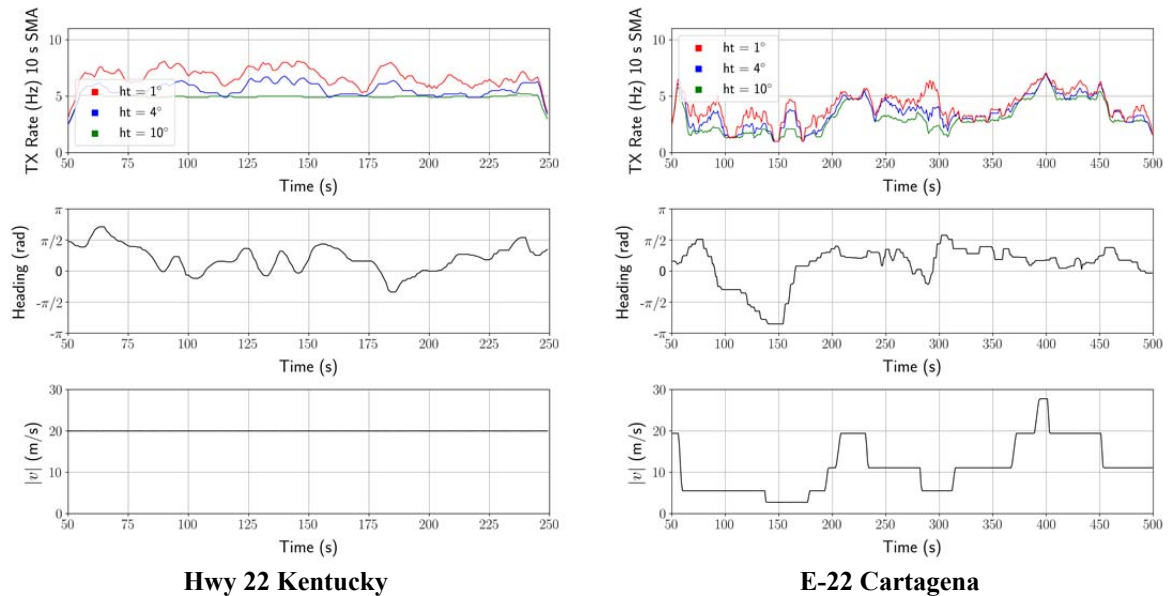 TX Rate (Hz) 10 s SMA
10
5
0
ht = 1°
ht = 4°
ht = 10°
50 75 100 125 150 175 200 225 250
Time (s)
Heading (rad)
π
π/2
0
-π/2
-π
50 75 100 125 150 175 200 225 250
Time (s)
|v| (m/s)
30
20
10
0
50 75 100 125 150 175 200 225 250
Time (s)
Hwy 22 Kentucky
TX Rate (Hz) 10 s SMA
10
5
0
ht = 1°
ht = 4°
ht = 10°
50 100 150 200 250 300 350 400 450 500
Time (s)
Heading (rad)
π
π/2
0
-π/2
-π
50 100 150 200 250 300 350 400 450 500
Time (s)
|v| (m/s)
30
20
10
0
50 100 150 200 250 300 350 400 450 500
Time (s)
E-22 Cartagena